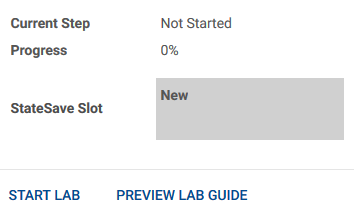 Current Step Not Started
Progress 0%
New
StateSave Slot
START LAB PREVIEW LAB GUIDE